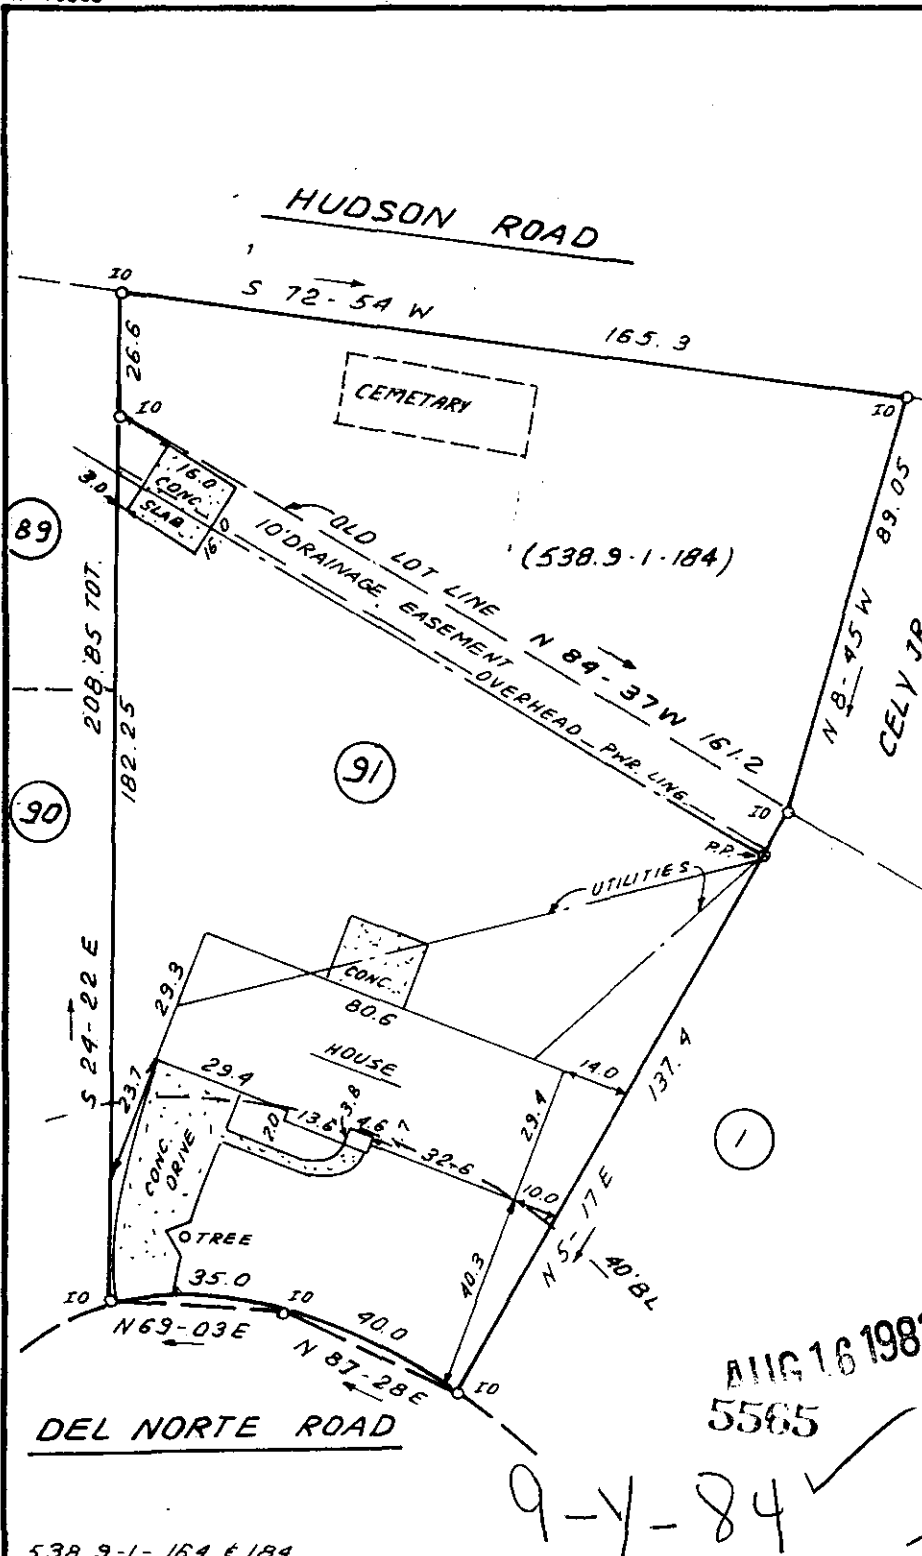 HUDSON ROAD
IO
S 72-54 W
165.3
26.6
CEMETARY
IO
IO
16.0
CONC.
SLAB
3.0
16.0
89
OLD LOT LINE
10' DRAINAGE EASEMENT
(538.9-1-184)
89.05
N 8-45 W
CELY JR
N 84-37 W 161.2
OVERHEAD PWR. LINE
208.85 TOT.
182.25
91
90
IO
P.P.
UTILITIES
CONC.
29.3
80.6
S 24-22 E
HOUSE
14.0
137.4
23.7
29.4
3.8
13.6
4.6
1.7
2.0
32.6
29.4
1
CONC.
DRIVE
10.0
N 5-17 E
TREE
40.3
40' BL
35.0
IO
IO
40.0
N 69-03 E
N 87-28 E
IO
AUG 16 198
5565
DEL NORTE ROAD
9-Y-84
538.9-1-164 & 184